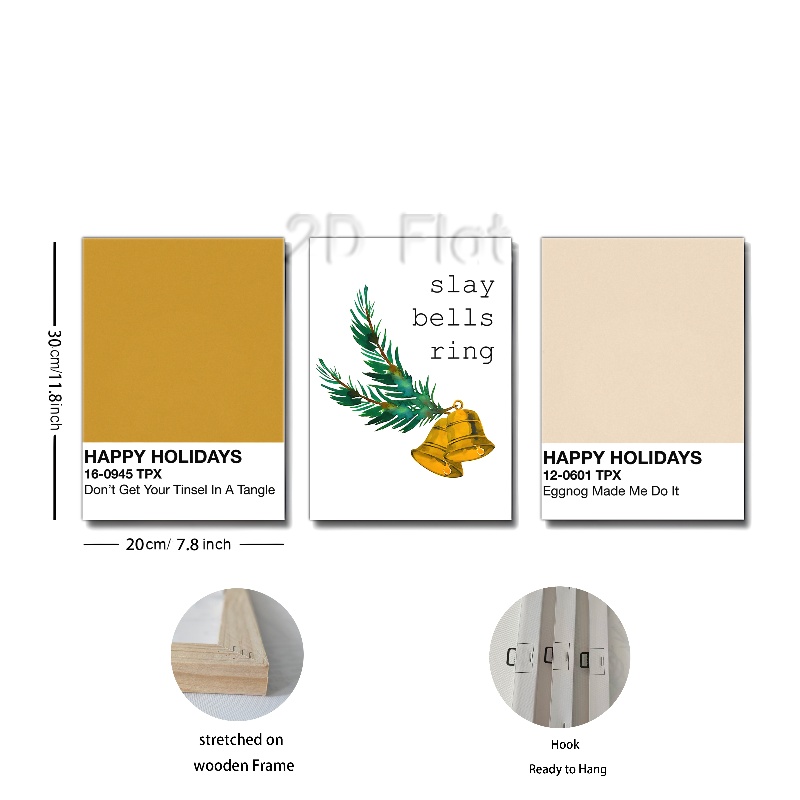 2D Flat
slay
bells
ring
30cm/11.8inch
HAPPY HOLIDAYS
16-0945 TPX
Don't Get Your Tinsel In A Tangle
HAPPY HOLIDAYS
12-0601 TPX
Eggnog Made Me Do It
20cm/ 7.8 inch
stretched on
wooden Frame
Hook
Ready to Hang